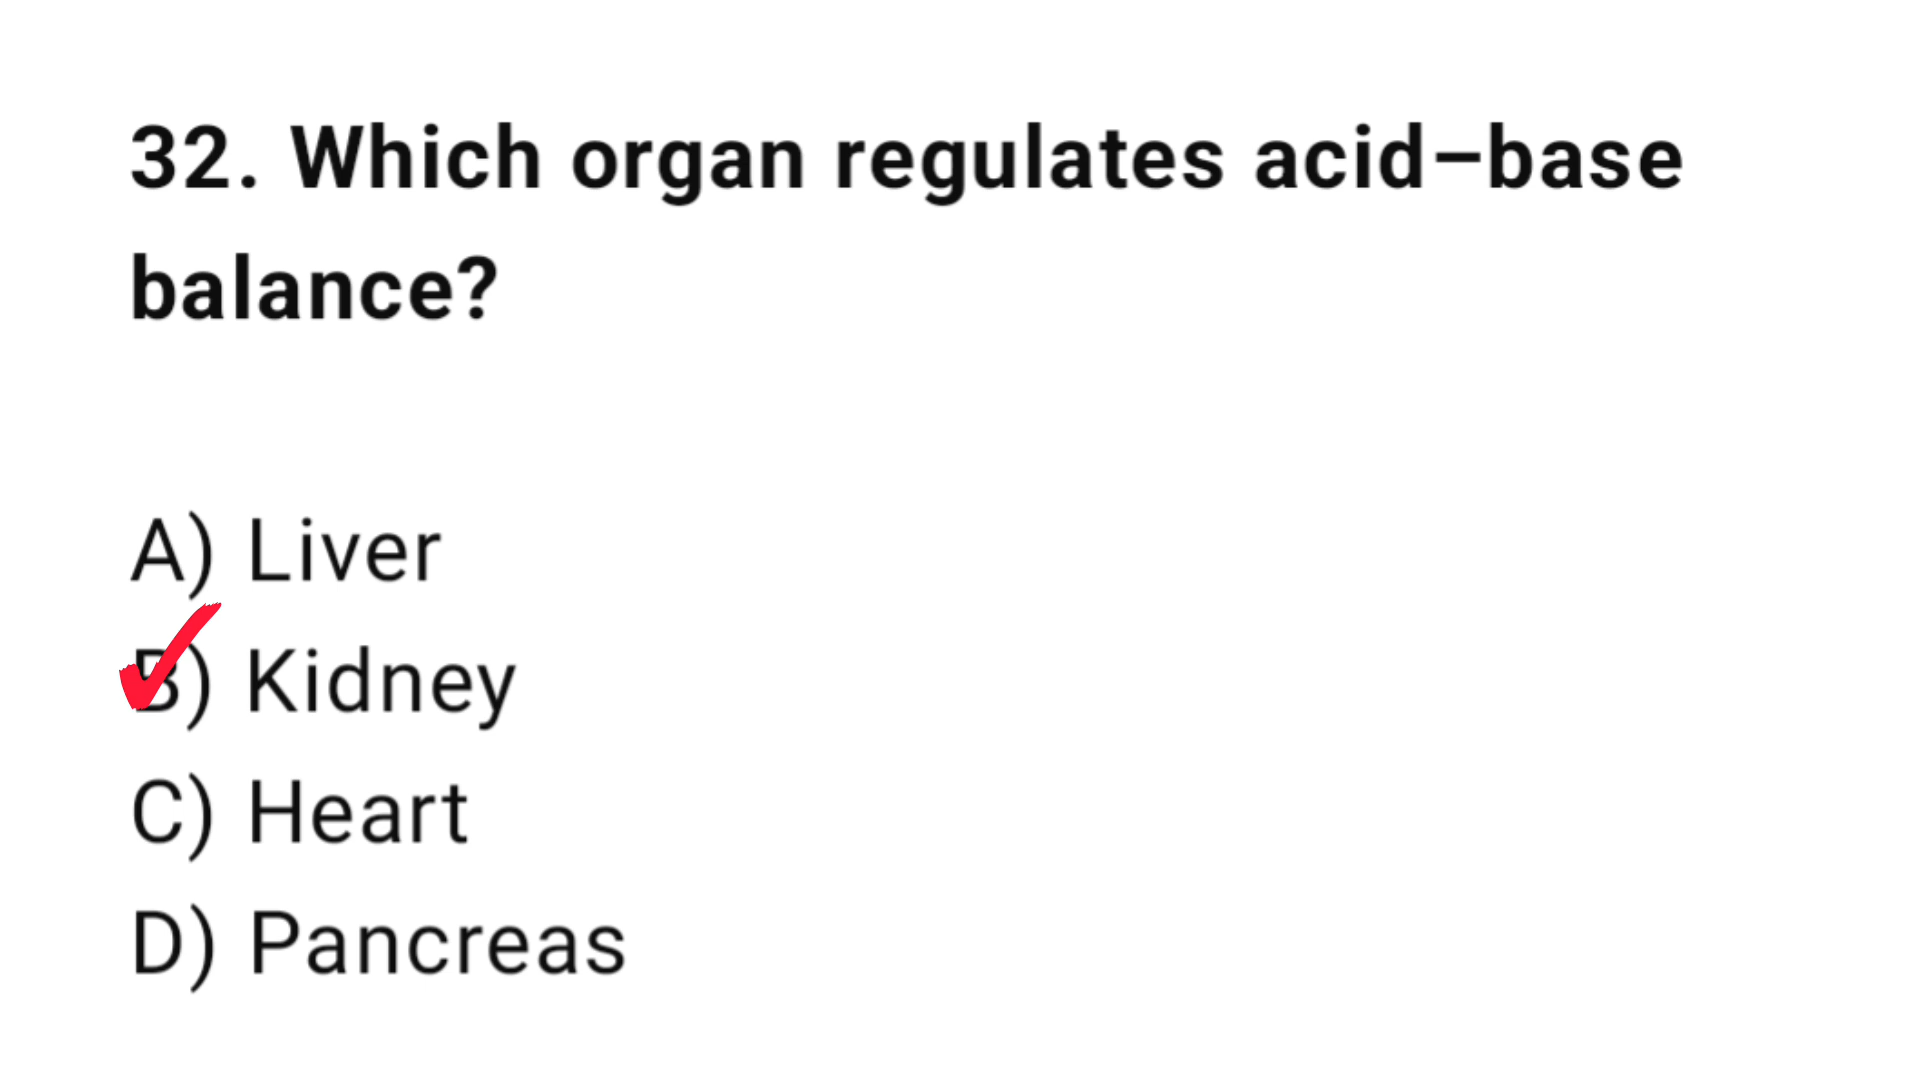 32. Which organ regulates acid–base
balance?
A) Liver
B) Kidney
C) Heart
D) Pancreas